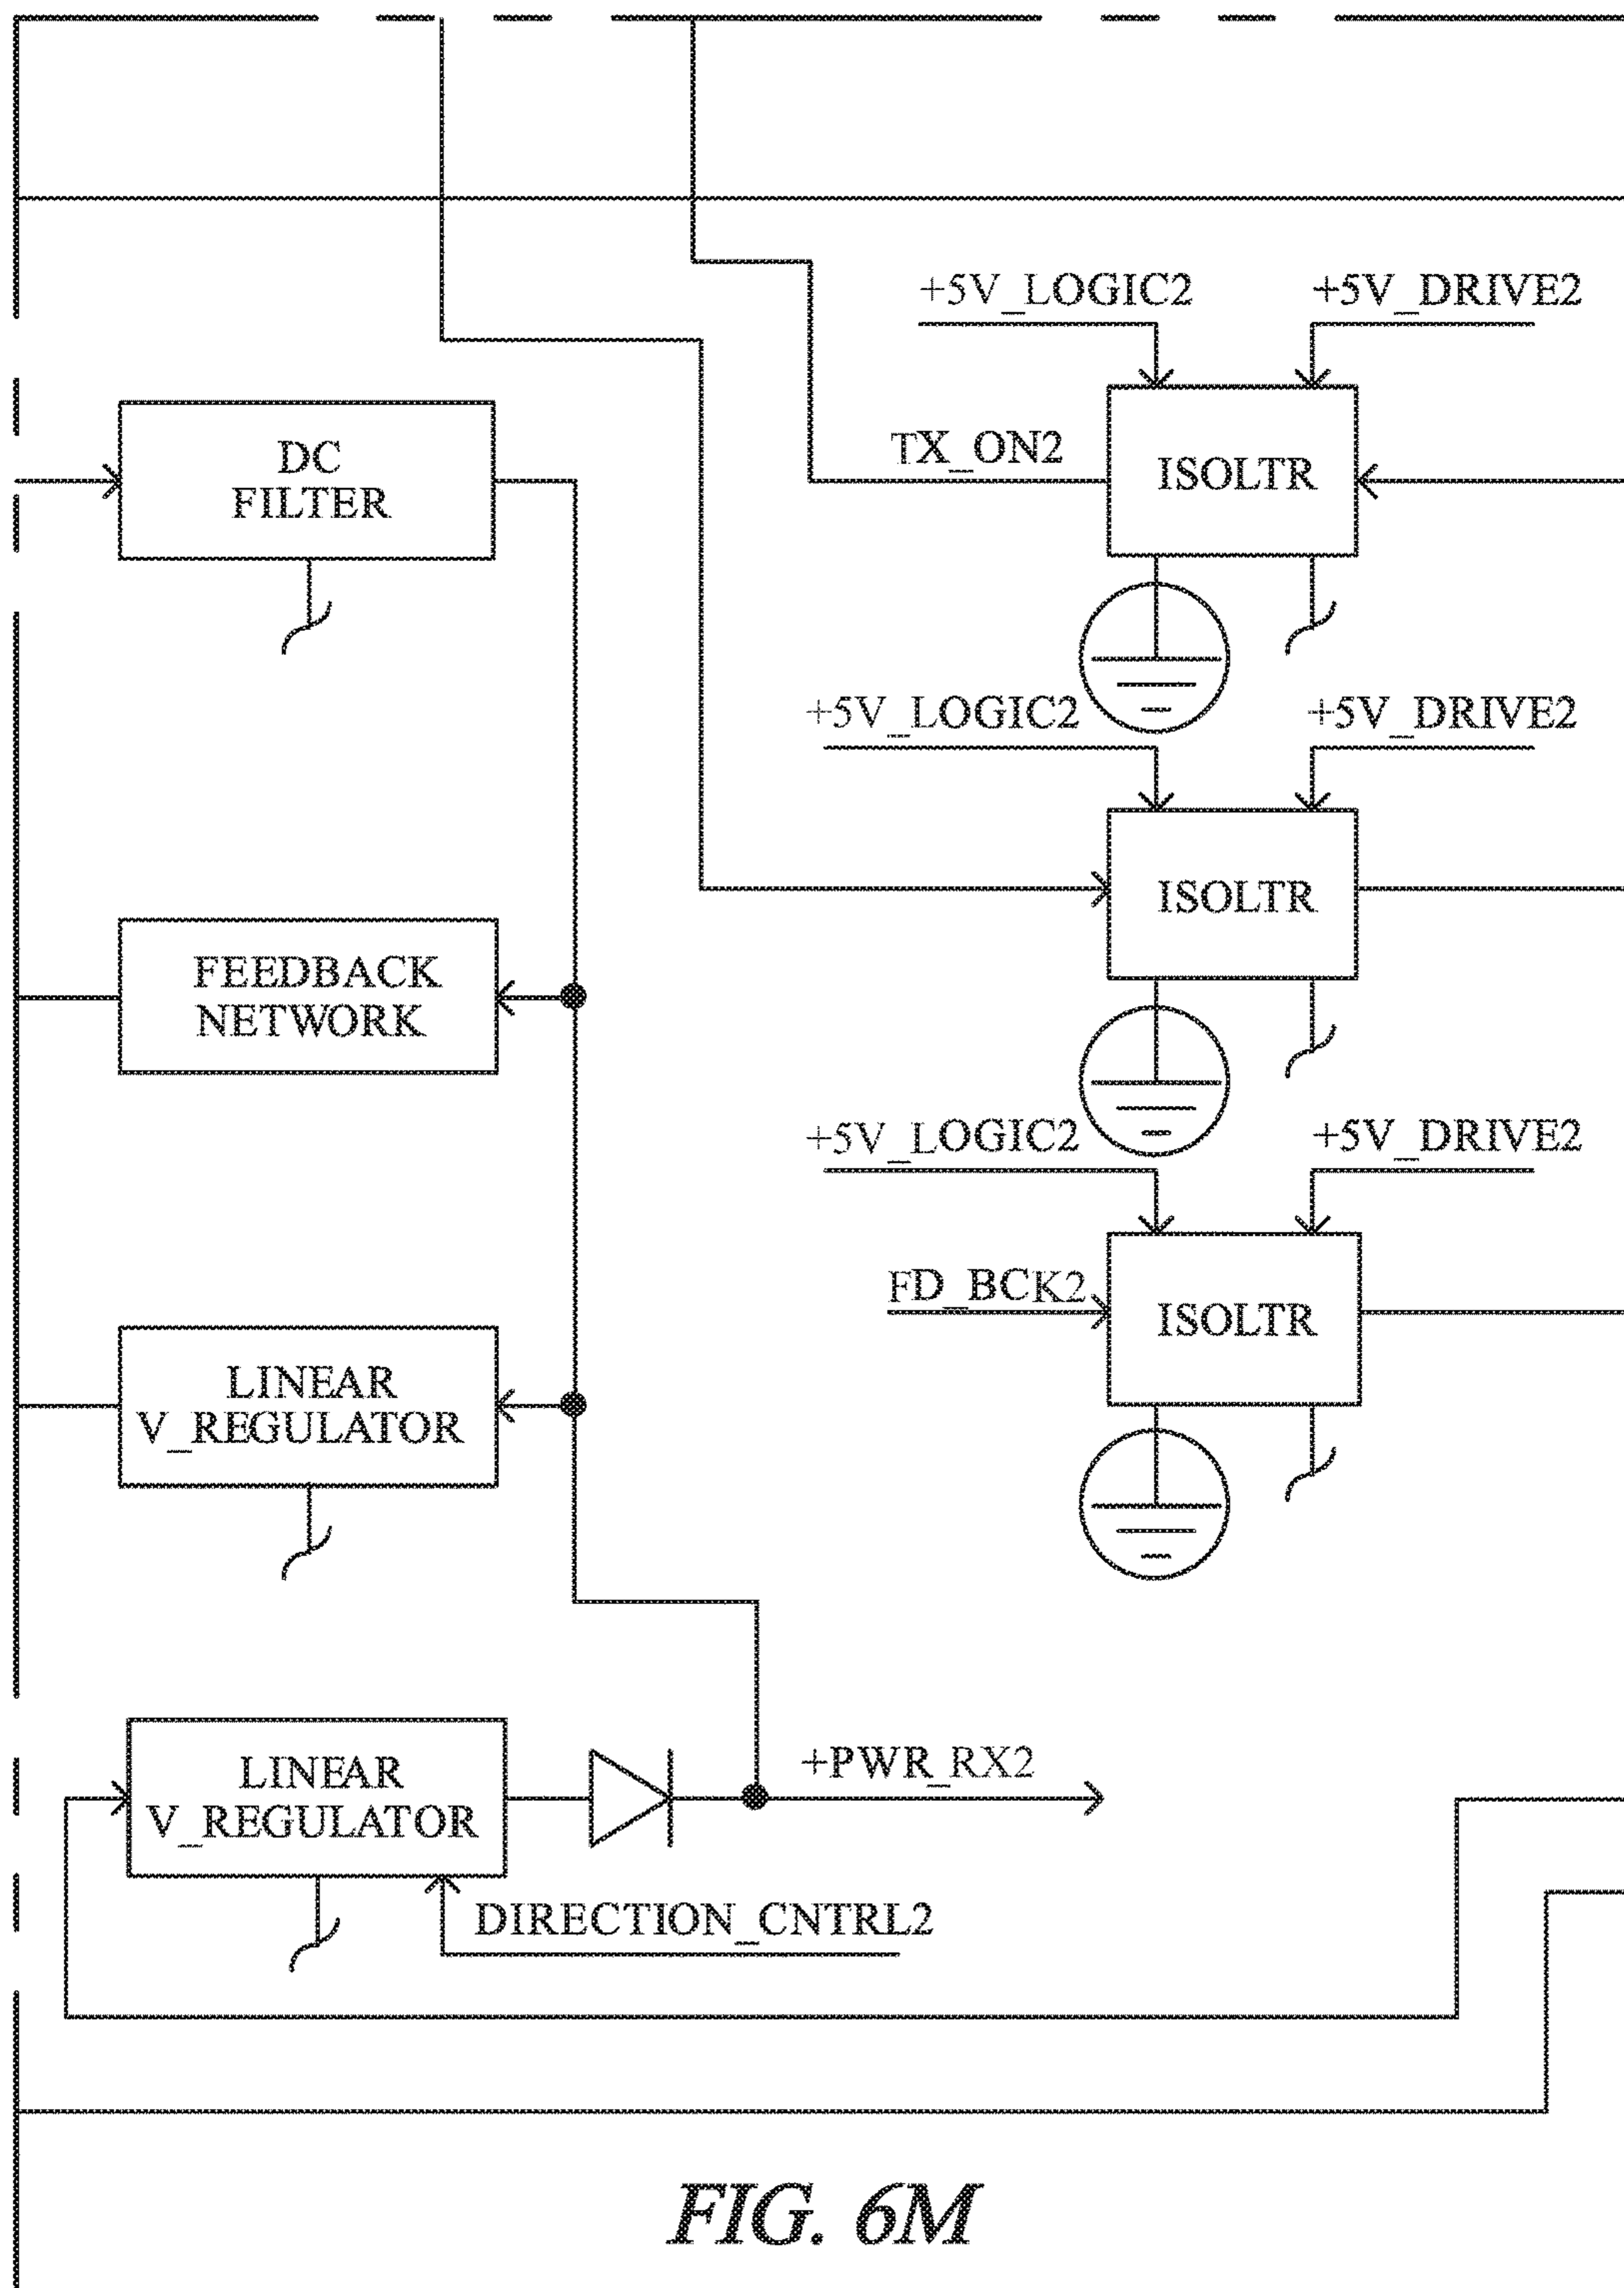 +5V_LOGIC2
+5V_DRIVE2
DC
FILTER
TX_ON2
ISOLTR
+5V_LOGIC2
+5V_DRIVE2
ISOLTR
FEEDBACK
NETWORK
+5V_LOGIC2
+5V_DRIVE2
FD_BCK2
ISOLTR
LINEAR
V_REGULATOR
LINEAR
V_REGULATOR
+PWR_RX2
DIRECTION_CNTRL2
FIG. 6M